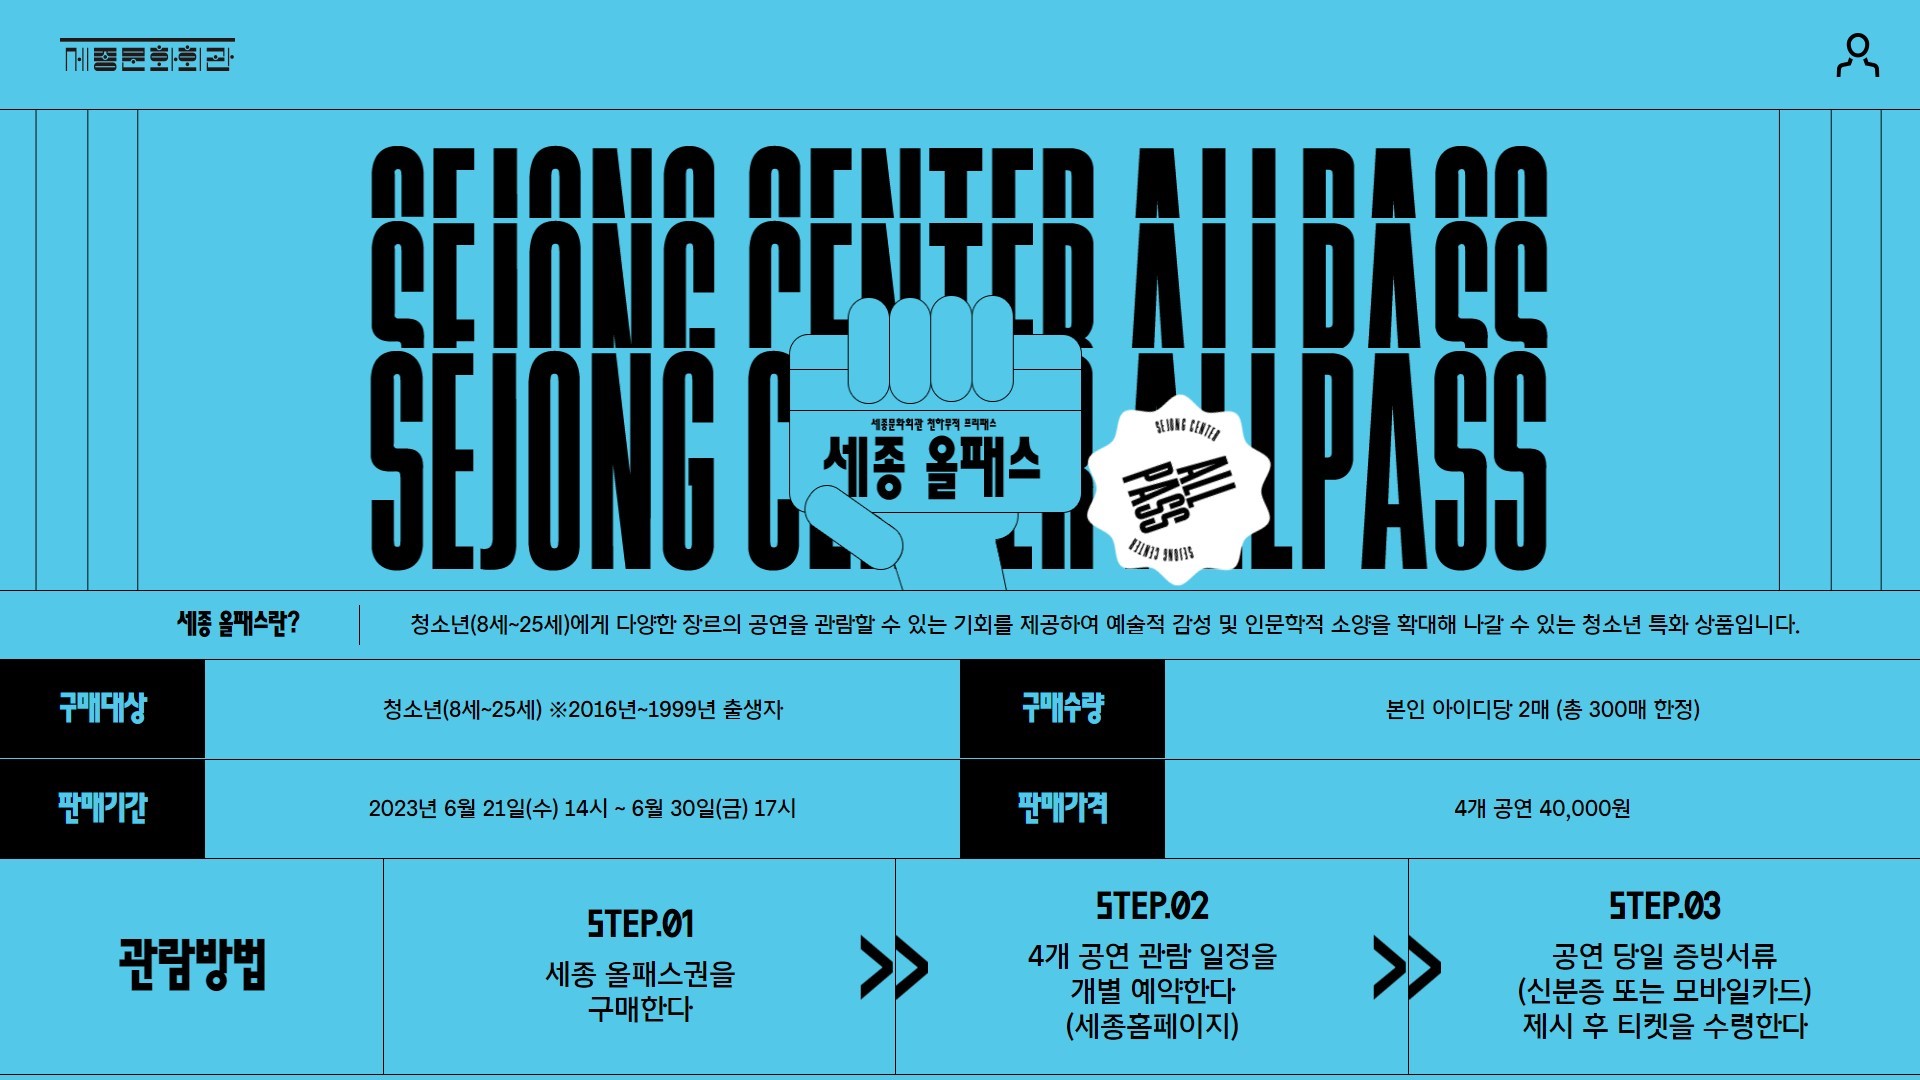 세종문화회관
SEJONG CENTER ALLPASS
SEJONG CENTER ALLPASS
SEJONG CENTER ALLPASS
세종문화회관 천하무적 프리패스
세종 올패스
SEJONG CENTER
ALL
PASS
SEJONG CENTER
세종 올패스란?
청소년(8세~25세)에게 다양한 장르의 공연을 관람할 수 있는 기회를 제공하여 예술적 감성 및 인문학적 소양을 확대해 나갈 수 있는 청소년 특화 상품입니다.
구매대상
청소년(8세~25세) ※2016년~1999년 출생자
구매수량
본인 아이디당 2매 (총 300매 한정)
판매기간
2023년 6월 21일(수) 14시 ~ 6월 30일(금) 17시
판매가격
4개 공연 40,000원
관람방법
STEP.01
세종 올패스권을
구매한다
STEP.02
4개 공연 관람 일정을
개별 예약한다
(세종홈페이지)
STEP.03
공연 당일 증빙서류
(신분증 또는 모바일카드)
제시 후 티켓을 수령한다